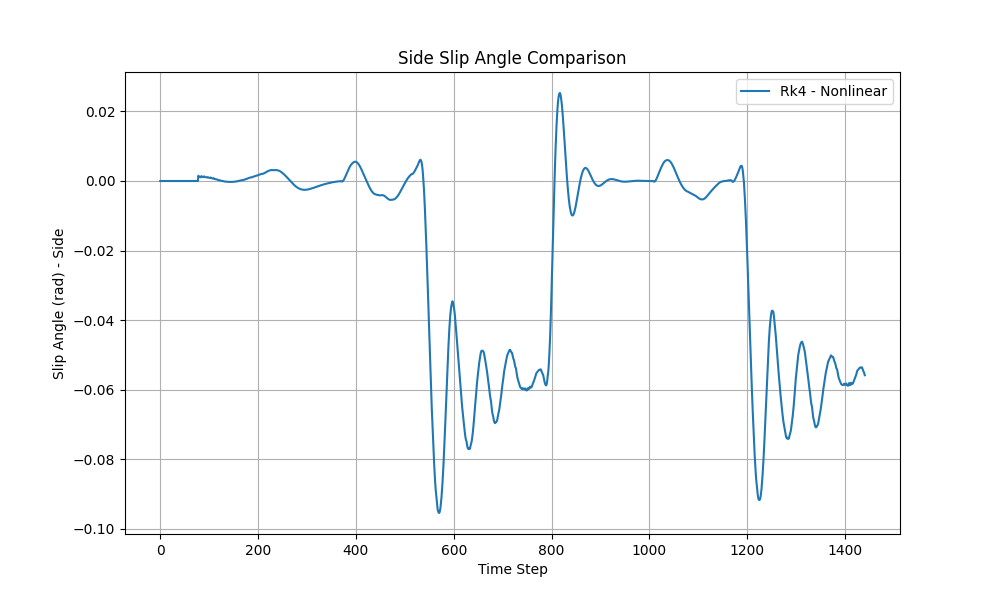 Side Slip Angle Comparison
Rk4 - Nonlinear
Slip Angle (rad) - Side
0.02
0.00
−0.02
−0.04
−0.06
−0.08
−0.10
0 200 400 600 800 1000 1200 1400
Time Step